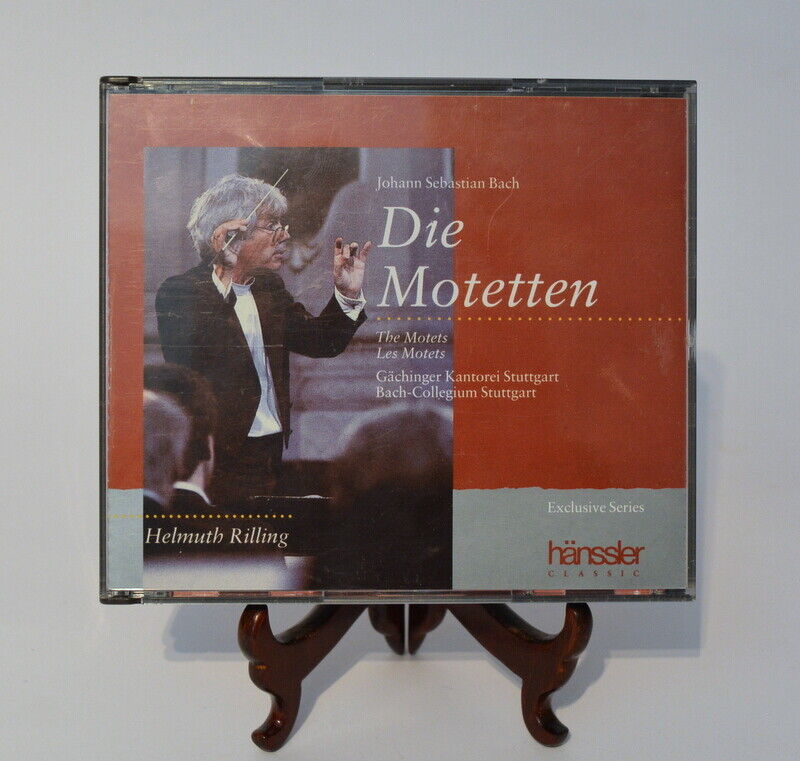 Johann Sebastian Bach
Die
Motetten
The Motets
Les Motets
Gächinger Kantorei Stuttgart
Bach-Collegium Stuttgart
Exclusive Series
Helmuth Rilling
hänssler
CLASSIC